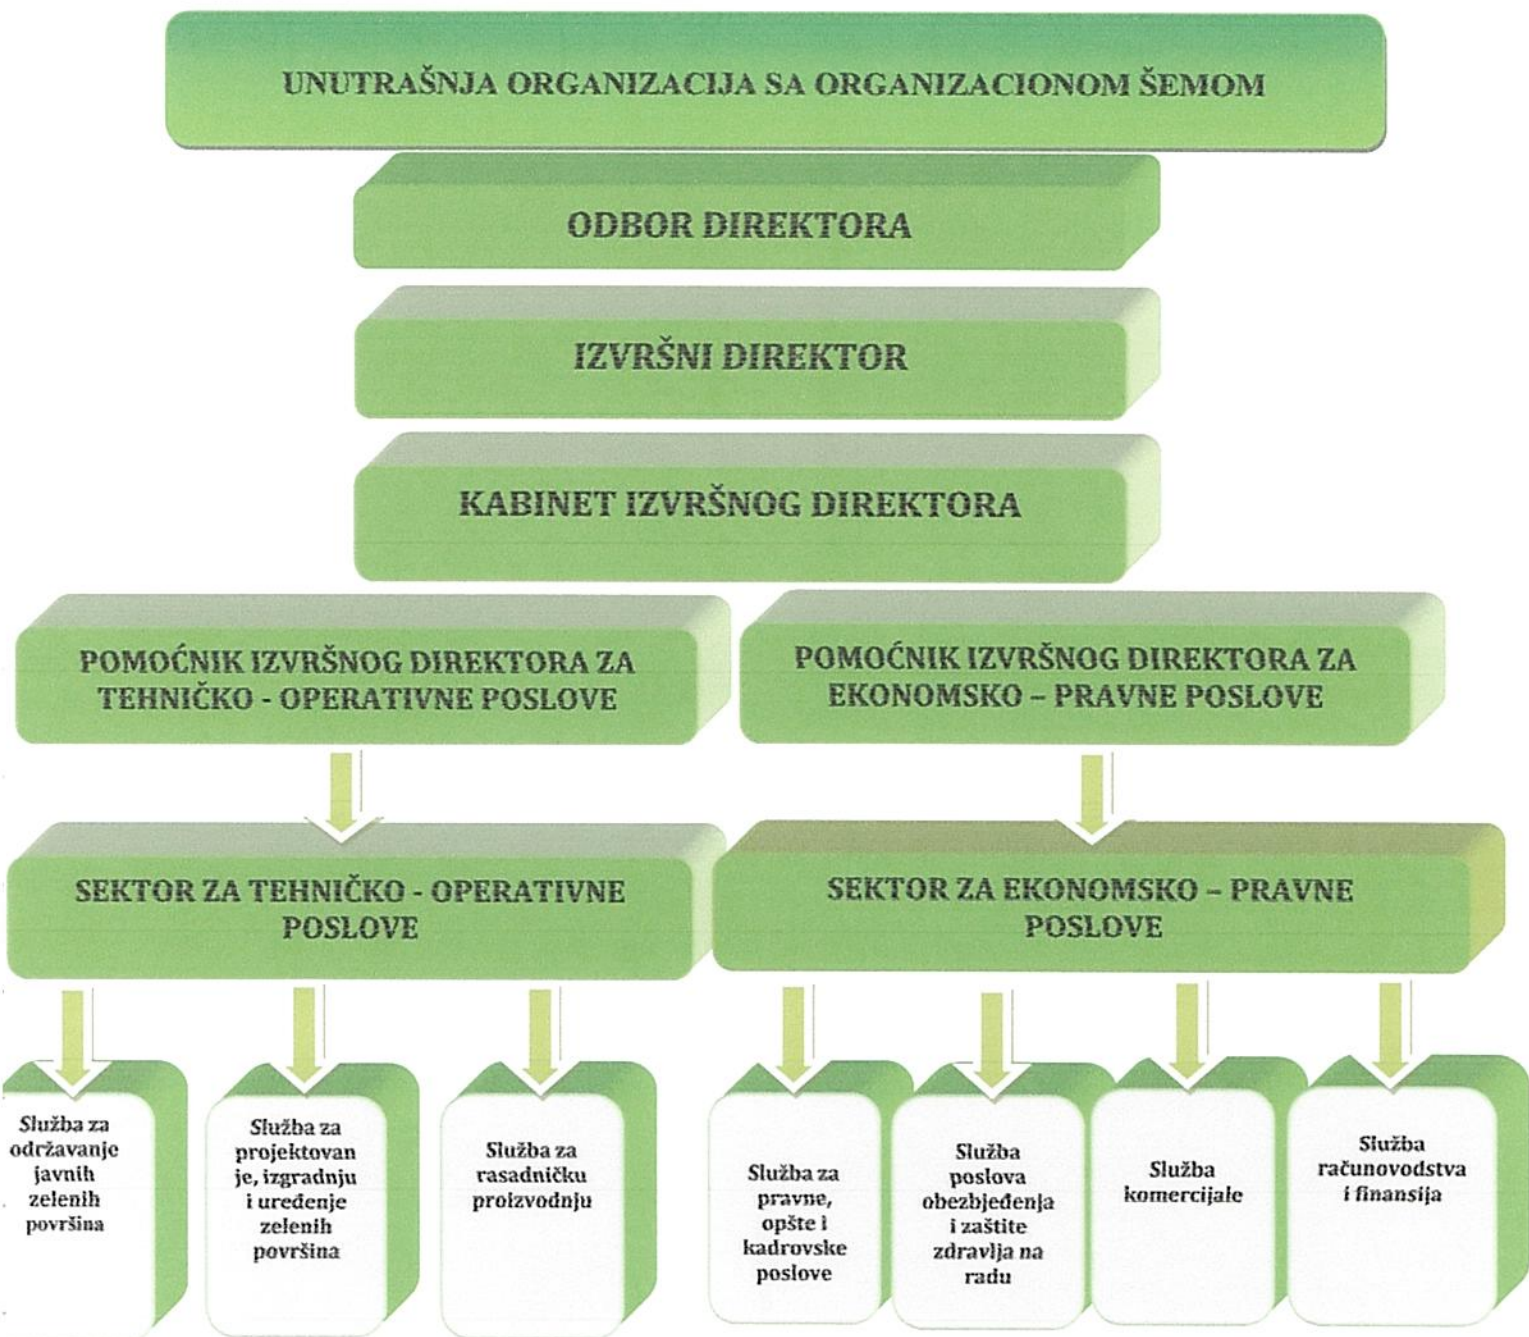 UNUTRAŠNJA ORGANIZACIJA SA ORGANIZACIONOM ŠEMOM
ODBOR DIREKTORA
IZVRŠNI DIREKTOR
KABINET IZVRŠNOG DIREKTORA
POMOĆNIK IZVRŠNOG DIREKTORA ZA
TEHNIČKO - OPERATIVNE POSLOVE
POMOĆNIK IZVRŠNOG DIREKTORA ZA
EKONOMSKO – PRAVNE POSLOVE
SEKTOR ZA TEHNIČKO - OPERATIVNE
POSLOVE
SEKTOR ZA EKONOMSKO – PRAVNE
POSLOVE
Služba za
održavanje
javnih
zelenih
površina
Služba za
projektovan
je, izgradnju
i uređenje
zelenih
površina
Služba za
rasadničku
proizvodnju
Služba za
pravne,
opšte i
kadrovske
poslove
Služba
poslova
obezbjeđenja
i zaštite
zdravlja na
radu
Služba
komercijale
Služba
računovodstva
i finansija